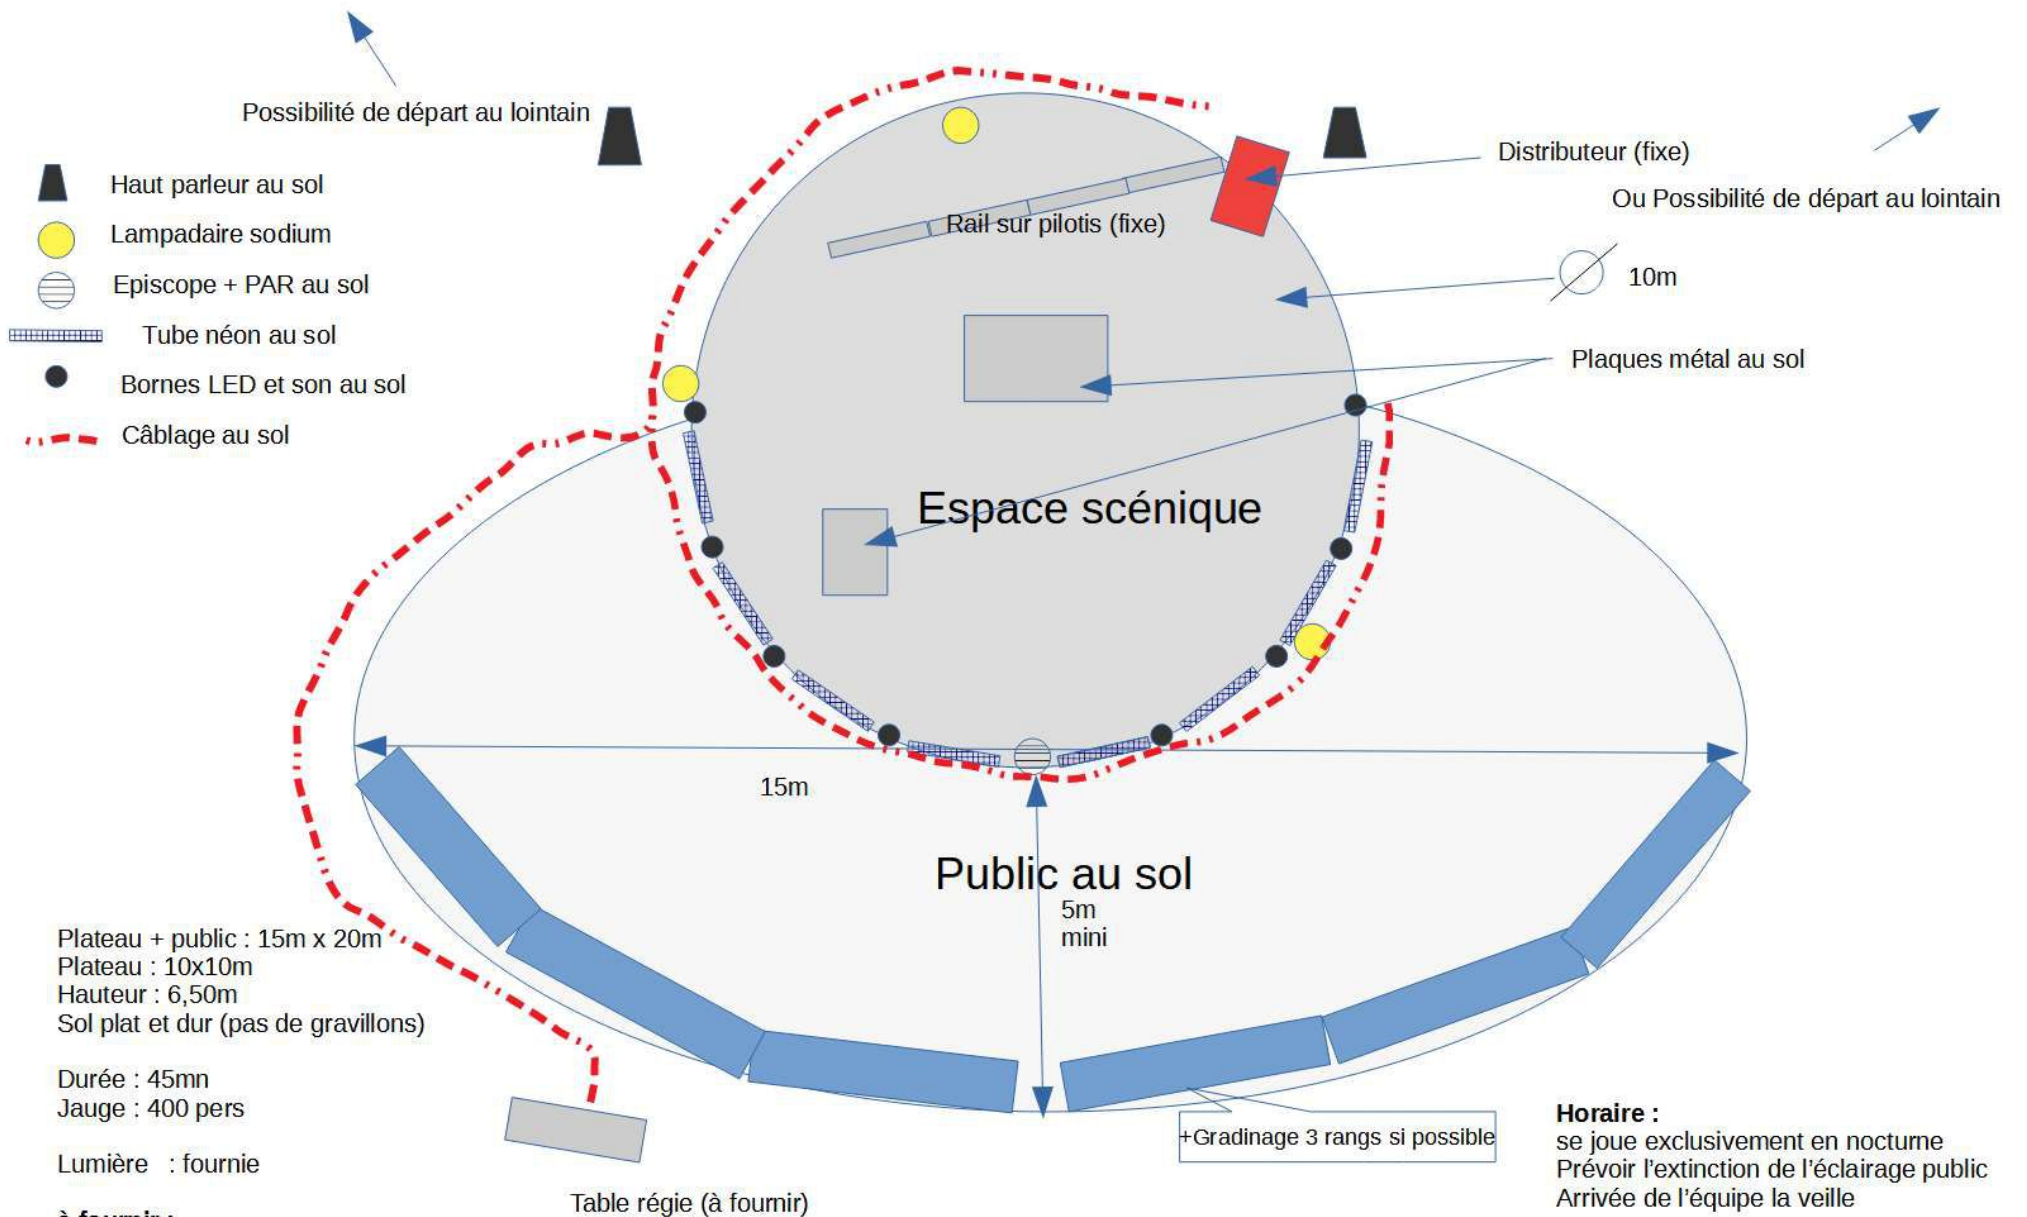 Possibilité de départ au lointain
Haut parleur au sol
Lampadaire sodium
Episcope + PAR au sol
Tube néon au sol
Bornes LED et son au sol
Câblage au sol
Distributeur (fixe)
Ou Possibilité de départ au lointain
Rail sur pilotis (fixe)
10m
Plaques métal au sol
Espace scénique
15m
Public au sol
5m
mini
Plateau + public : 15m x 20m
Plateau : 10x10m
Hauteur : 6,50m
Sol plat et dur (pas de gravillons)
Durée : 45mn
Jauge : 400 pers
Lumière : fournie
à fournir :
Table régie (à fournir)
+Gradinage 3 rangs si possible
Horaire :
se joue exclusivement en nocturne
Prévoir l’extinction de l’éclairage public
Arrivée de l’équipe la veille